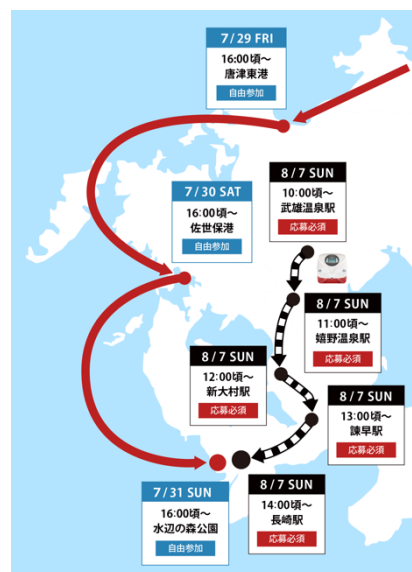 7/29 FRI
16:00頃〜
唐津東港
自由参加
7/30 SAT
16:00頃〜
佐世保港
自由参加
8/7 SUN
10:00頃〜
武雄温泉駅
応募必須
8/7 SUN
11:00頃〜
嬉野温泉駅
応募必須
8/7 SUN
12:00頃〜
新大村駅
応募必須
8/7 SUN
13:00頃〜
諫早駅
応募必須
7/31 SUN
16:00頃〜
水辺の森公園
自由参加
8/7 SUN
14:00頃〜
長崎駅
応募必須